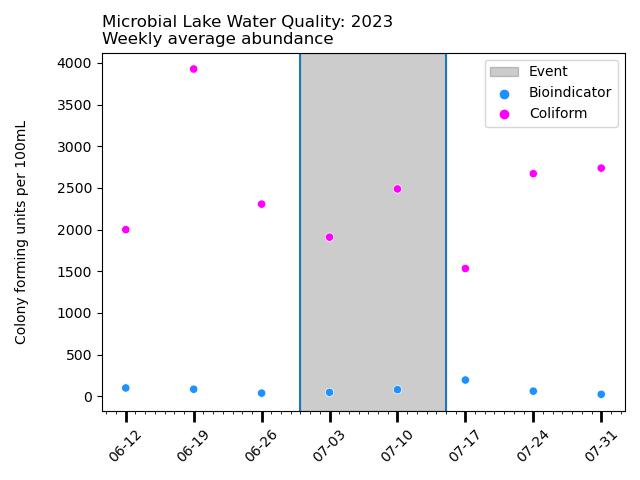 Microbial Lake Water Quality: 2023
Weekly average abundance
Colony forming units per 100mL
4000
3500
3000
2500
2000
1500
1000
500
0
Event
Bioindicator
Coliform
06-12
06-19
06-26
07-03
07-10
07-17
07-24
07-31